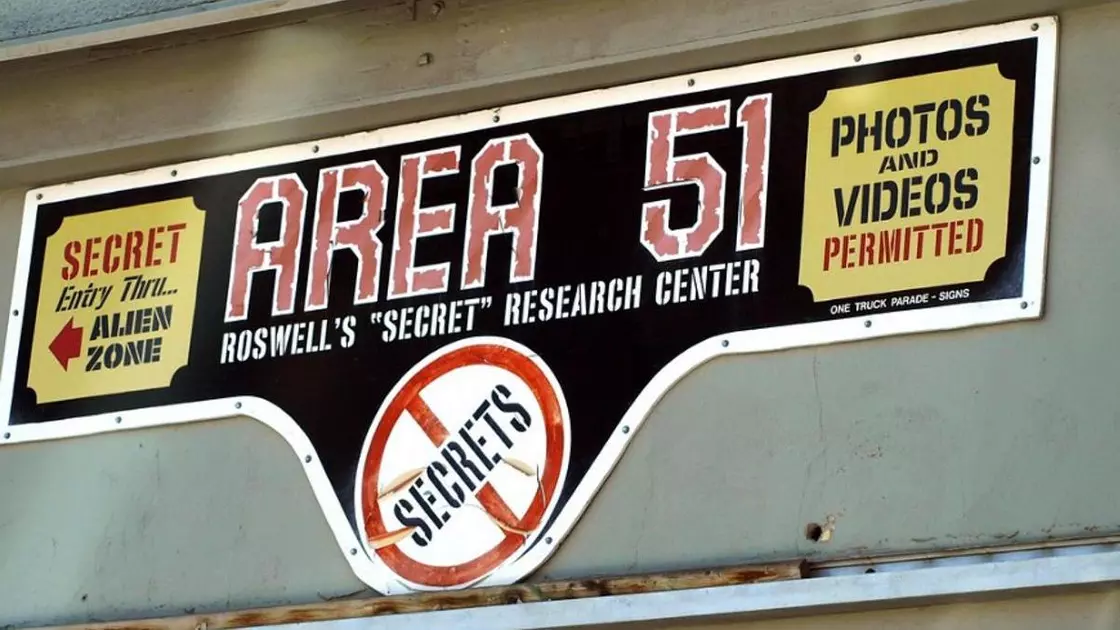 SECRET
Entry Thru...
ALIEN
ZONE
AREA 51
ROSWELL'S "SECRET" RESEARCH CENTER
SECRETS
PHOTOS
AND
VIDEOS
PERMITTED
ONE TRUCK PARADE - SIGNS